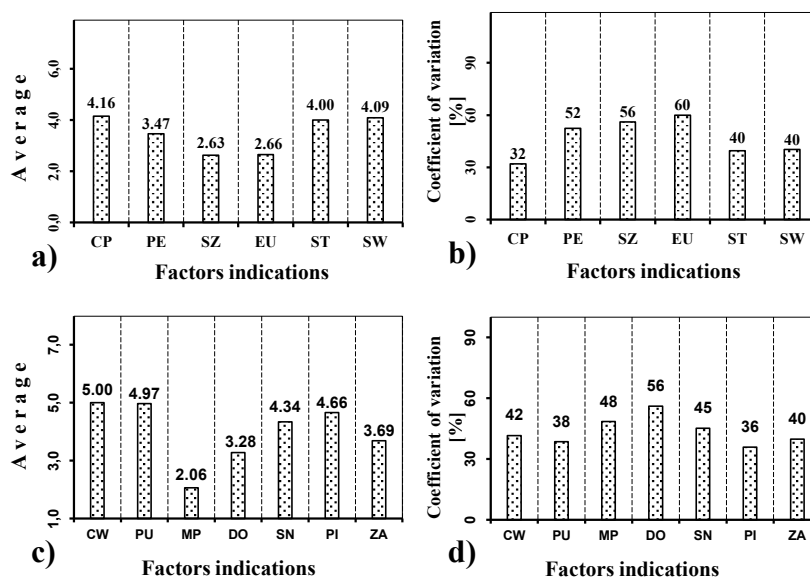 6,0
4,0
2,0
0,0
Average
4.16
3.47
2.63
2.66
4.00
4.09
CP PE SZ EU ST SW
a)
Factors indications
90
60
30
0
Coefficient of variation
[%]
32
52
56
60
40
40
CP PE SZ EU ST SW
b)
Factors indications
7,0
5,0
3,0
1,0
Average
5.00
4.97
2.06
3.28
4.34
4.66
3.69
CW PU MP DO SN PI ZA
c)
Factors indications
90
60
30
0
Coefficient of variation
[%]
42
38
48
56
45
36
40
CW PU MP DO SN PI ZA
d)
Factors indications